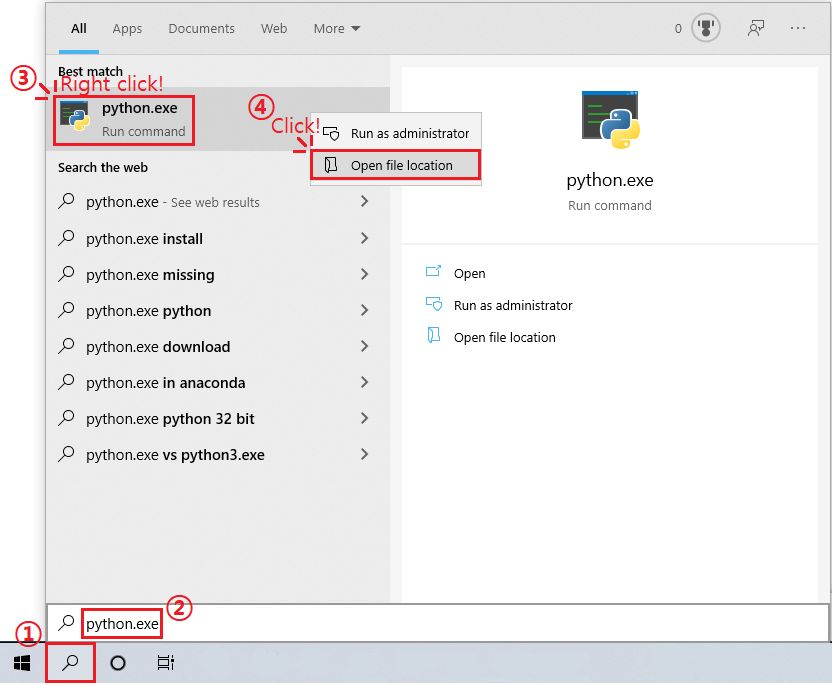 All Apps Documents Web More 0 ...
Best match
③ Right click!
python.exe
Run command
④
Click!
Run as administrator
Open file location
Search the web
python.exe - See web results
python.exe install
python.exe missing
python.exe python
python.exe download
python.exe in anaconda
python.exe python 32 bit
python.exe vs python3.exe
python.exe
Run command
Open
Run as administrator
Open file location
②
python.exe
①